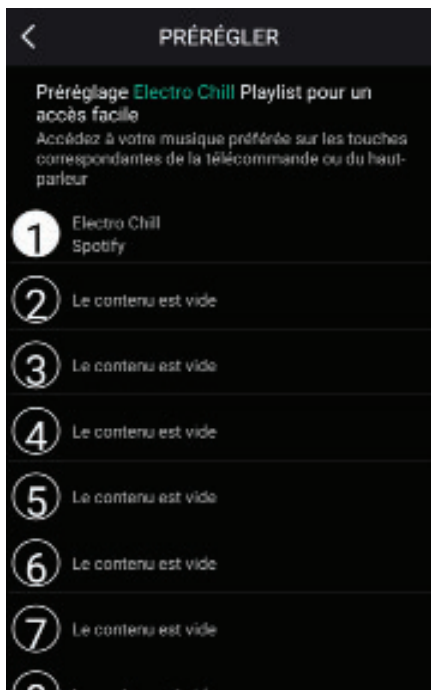 PRÉRÉGLER
Préréglage Electro Chill Playlist pour un
accès facile
Accédez à votre musique préférée sur les touches
correspondantes de la télécommande ou du haut-
parleur
1
Electro Chill
Spotify
2 Le contenu est vide
3 Le contenu est vide
4 Le contenu est vide
5 Le contenu est vide
6 Le contenu est vide
7 Le contenu est vide